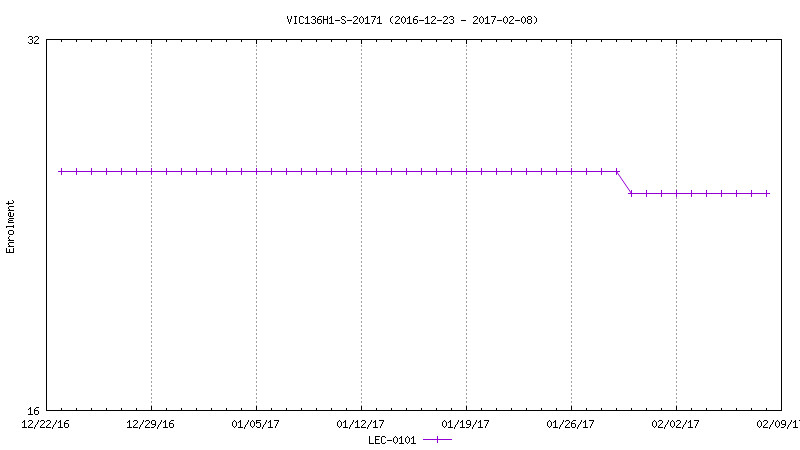 VIC136H1-S-20171 (2016-12-23 - 2017-02-08)
32
Enrolment
16
12/22/16 12/29/16 01/05/17 01/12/17 01/19/17 01/26/17 02/02/17 02/09/1
LEC-0101